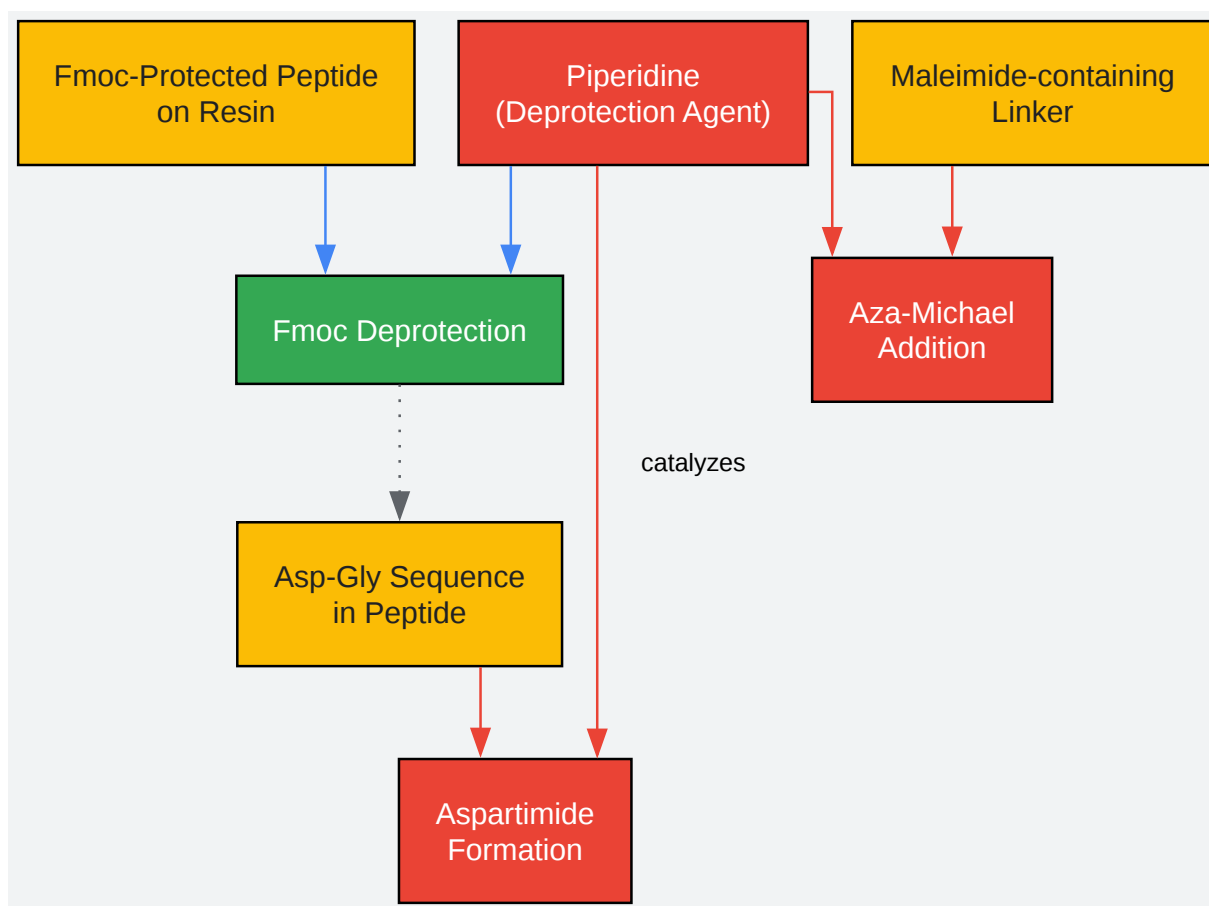 Fmoc-Protected Peptide
on Resin
Piperidine
(Deprotection Agent)
Maleimide-containing
Linker
Fmoc Deprotection
Aza-Michael
Addition
catalyzes
Asp-Gly Sequence
in Peptide
Aspartimide
Formation